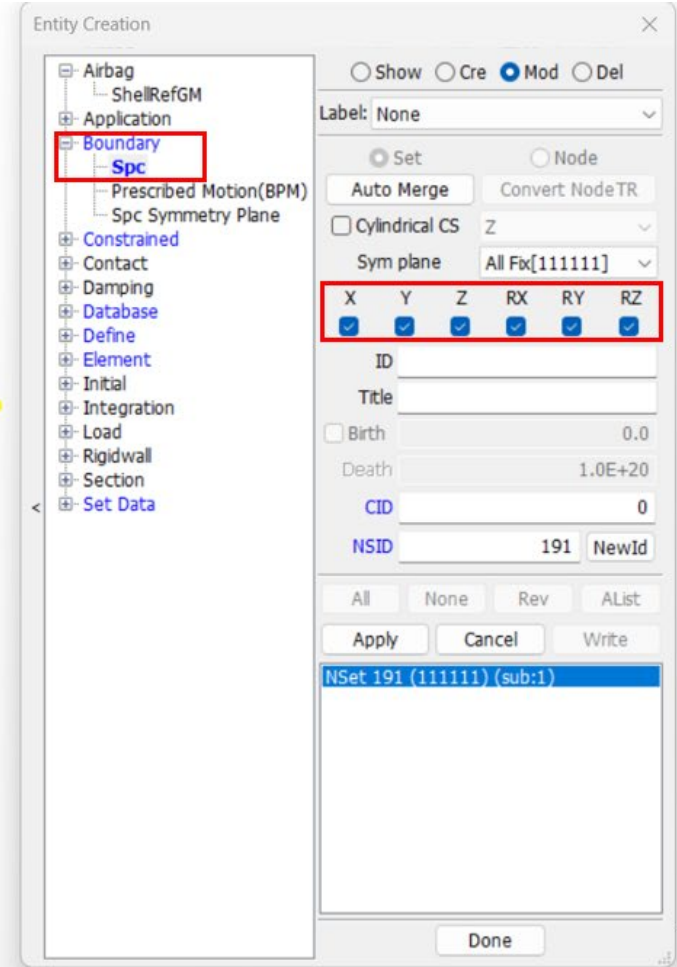 Entity Creation
Airbag
ShellRefGM
Application
Boundary
Spc
Prescribed Motion(BPM)
Spc Symmetry Plane
Constrained
Contact
Damping
Database
Define
Element
Initial
Integration
Load
Rigidwall
Section
Set Data
<
Show Cre Mod Del
Label: None
Set Node
Auto Merge Convert NodeTR
Cylindrical CS Z
Sym plane All Fix[111111]
X Y Z RX RY RZ
ID
Title
Birth 0.0
Death 1.0E+20
CID 0
NSID 191 NewId
All None Rev AList
Apply Cancel Write
NSet 191 (111111) (sub:1)
Done